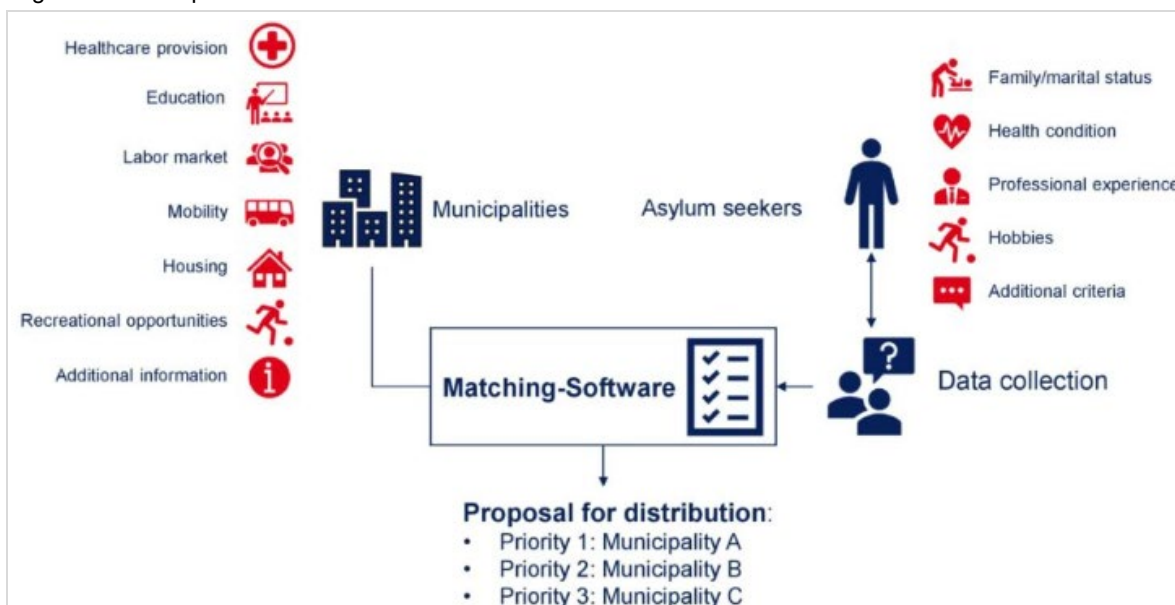 Healthcare provision
Education
Labor market
Mobility
Housing
Recreational opportunities
Additional information
Municipalities
Asylum seekers
Family/marital status
Health condition
Professional experience
Hobbies
Additional criteria
Data collection
Matching-Software
Proposal for distribution:
• Priority 1: Municipality A
• Priority 2: Municipality B
• Priority 3: Municipality C